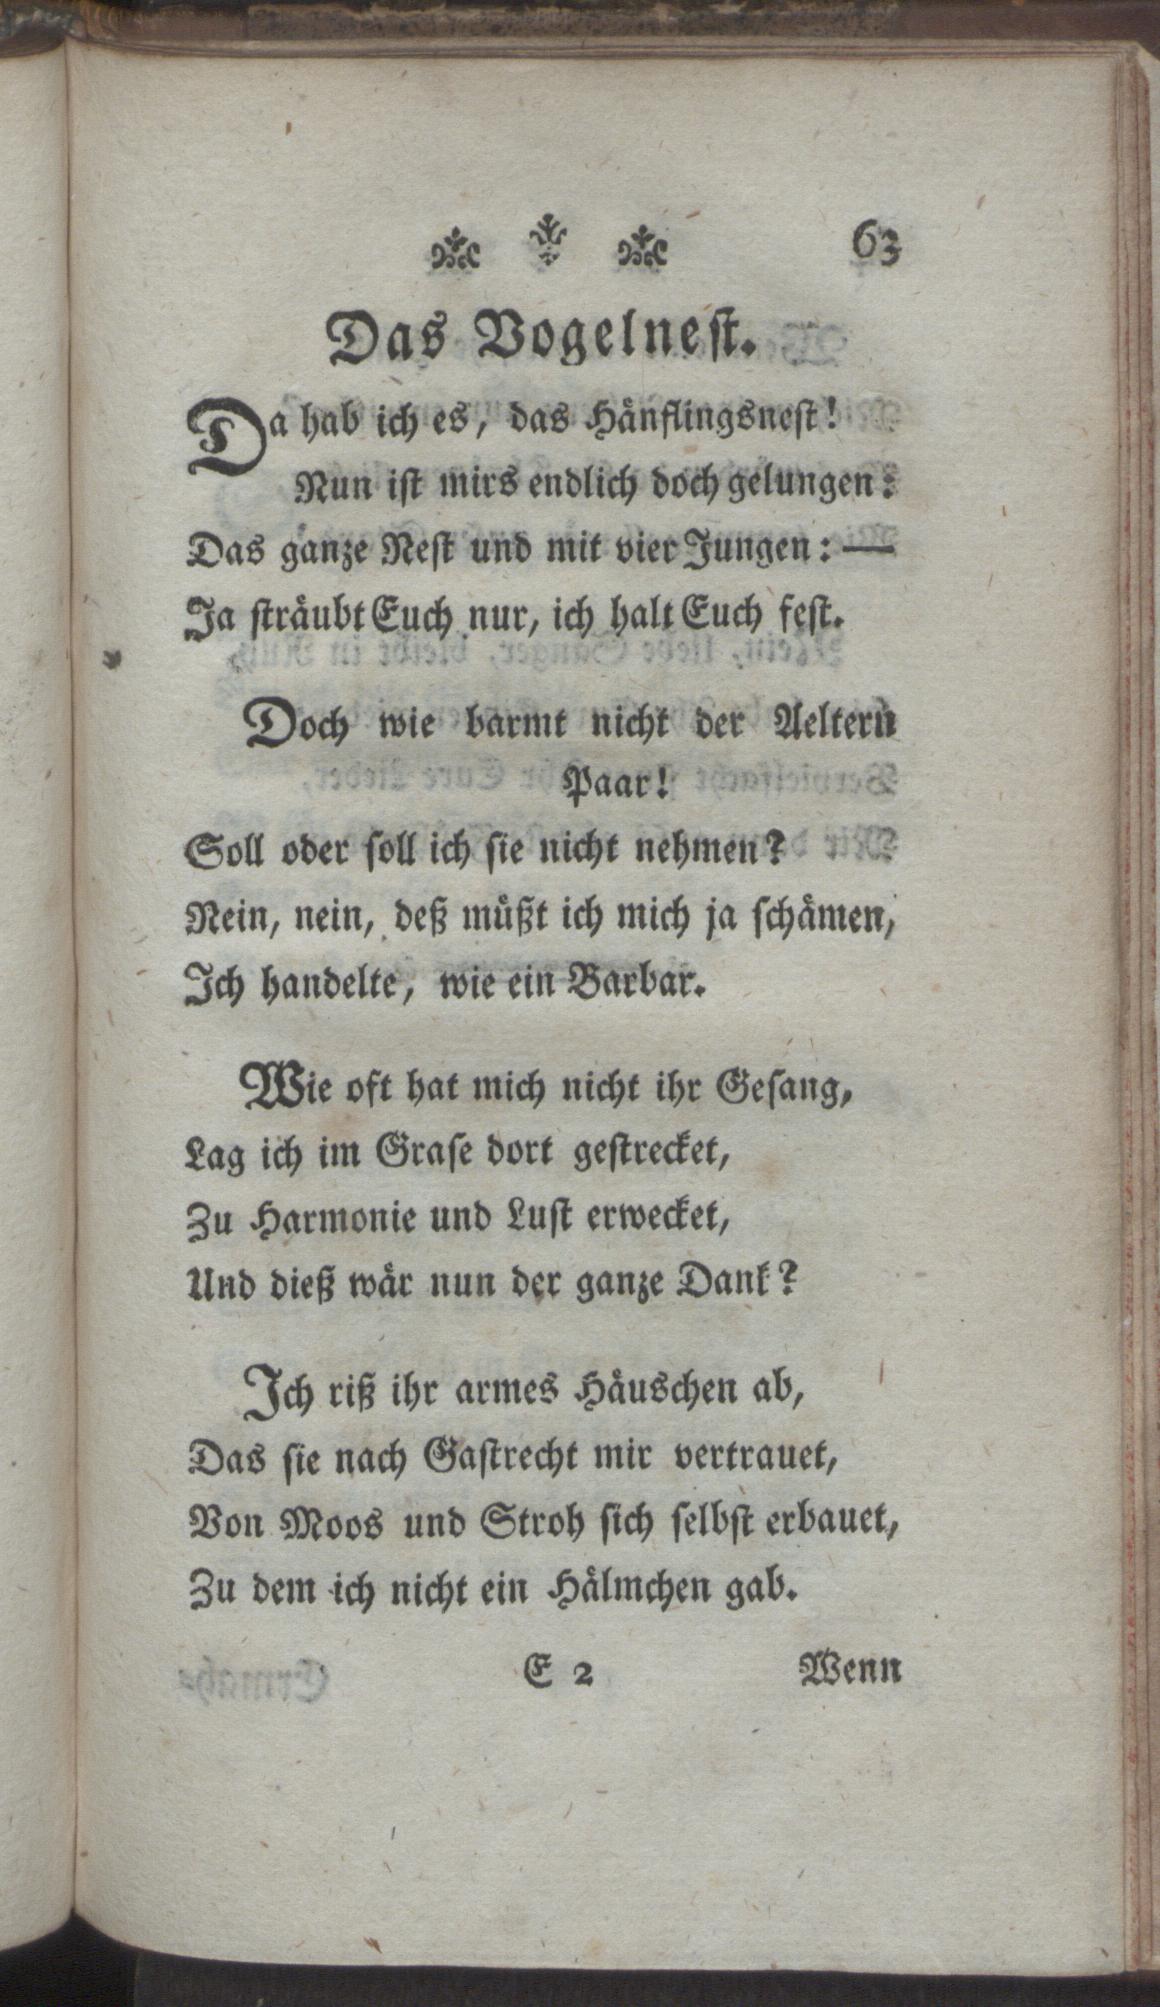 63
Das Vogelnest.
Da hab ich es, das Hänflingsnest!
Nun ist mirs endlich doch gelungen:
Das ganze Nest und mit vier Jungen: —
Ja sträubt Euch nur, ich halt Euch fest.
Doch wie barmt nicht der Aeltern
Paar!
Soll oder soll ich sie nicht nehmen?
Nein, nein, deß müßt ich mich ja schämen,
Ich handelte, wie ein Barbar.
Wie oft hat mich nicht ihr Gesang,
Lag ich im Grase dort gestrecket,
Zu Harmonie und Lust erwecket,
Und dieß wär nun der ganze Dank?
Ich riß ihr armes Häuschen ab,
Das sie nach Gastrecht mir vertrauet,
Von Moos und Stroh sich selbst erbauet,
Zu dem ich nicht ein Hälmchen gab.
E 2 Wenn